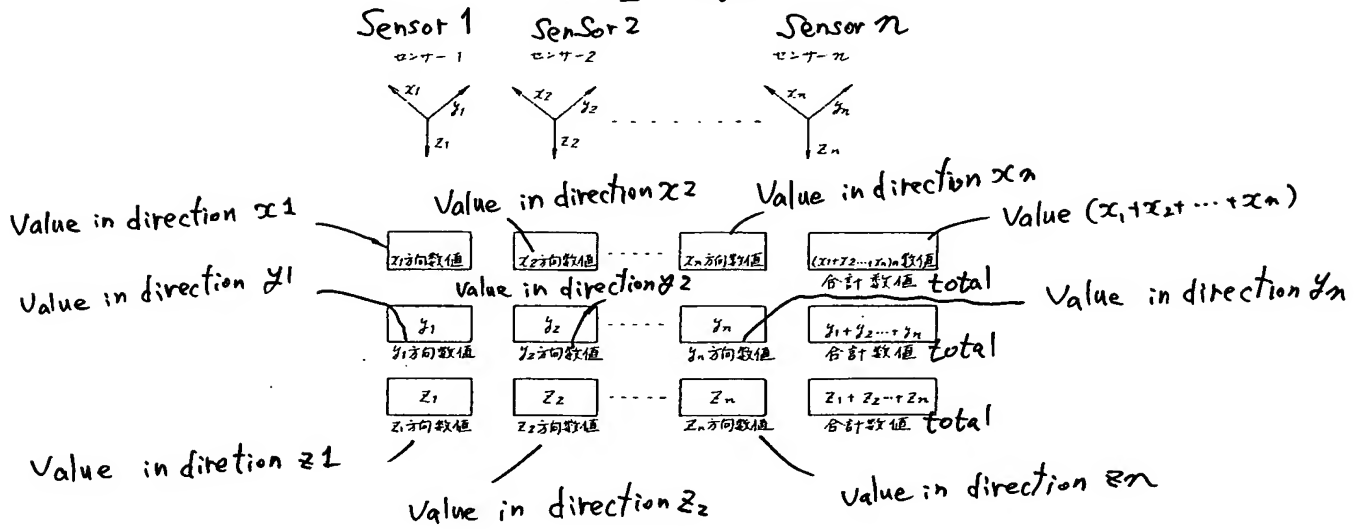 Sensor 1 Sensor 2 Sensor n
センサー1 センサー2 センサーn
x1 y1 x2 y2 xn yn
z1 z2 zn
Value in direction x2 Value in direction xn
Value in direction x1 Value (x1+x2+···+xn)
x1方向数値 x2方向数値 ····· xn方向数値 (x1+x2...+xn)n数値
Value in direction y1 Value in direction y2 合計数値 total Value in direction yn
y1 y2 ····· yn y1+y2...+yn
y1方向数値 y2方向数値 yn方向数値 合計数値 total
z1 z2 ····· zn z1+z2...+zn
z1方向数値 z2方向数値 zn方向数値 合計数値 total
Value in diretion z1
Value in direction z2 Value in direction zn